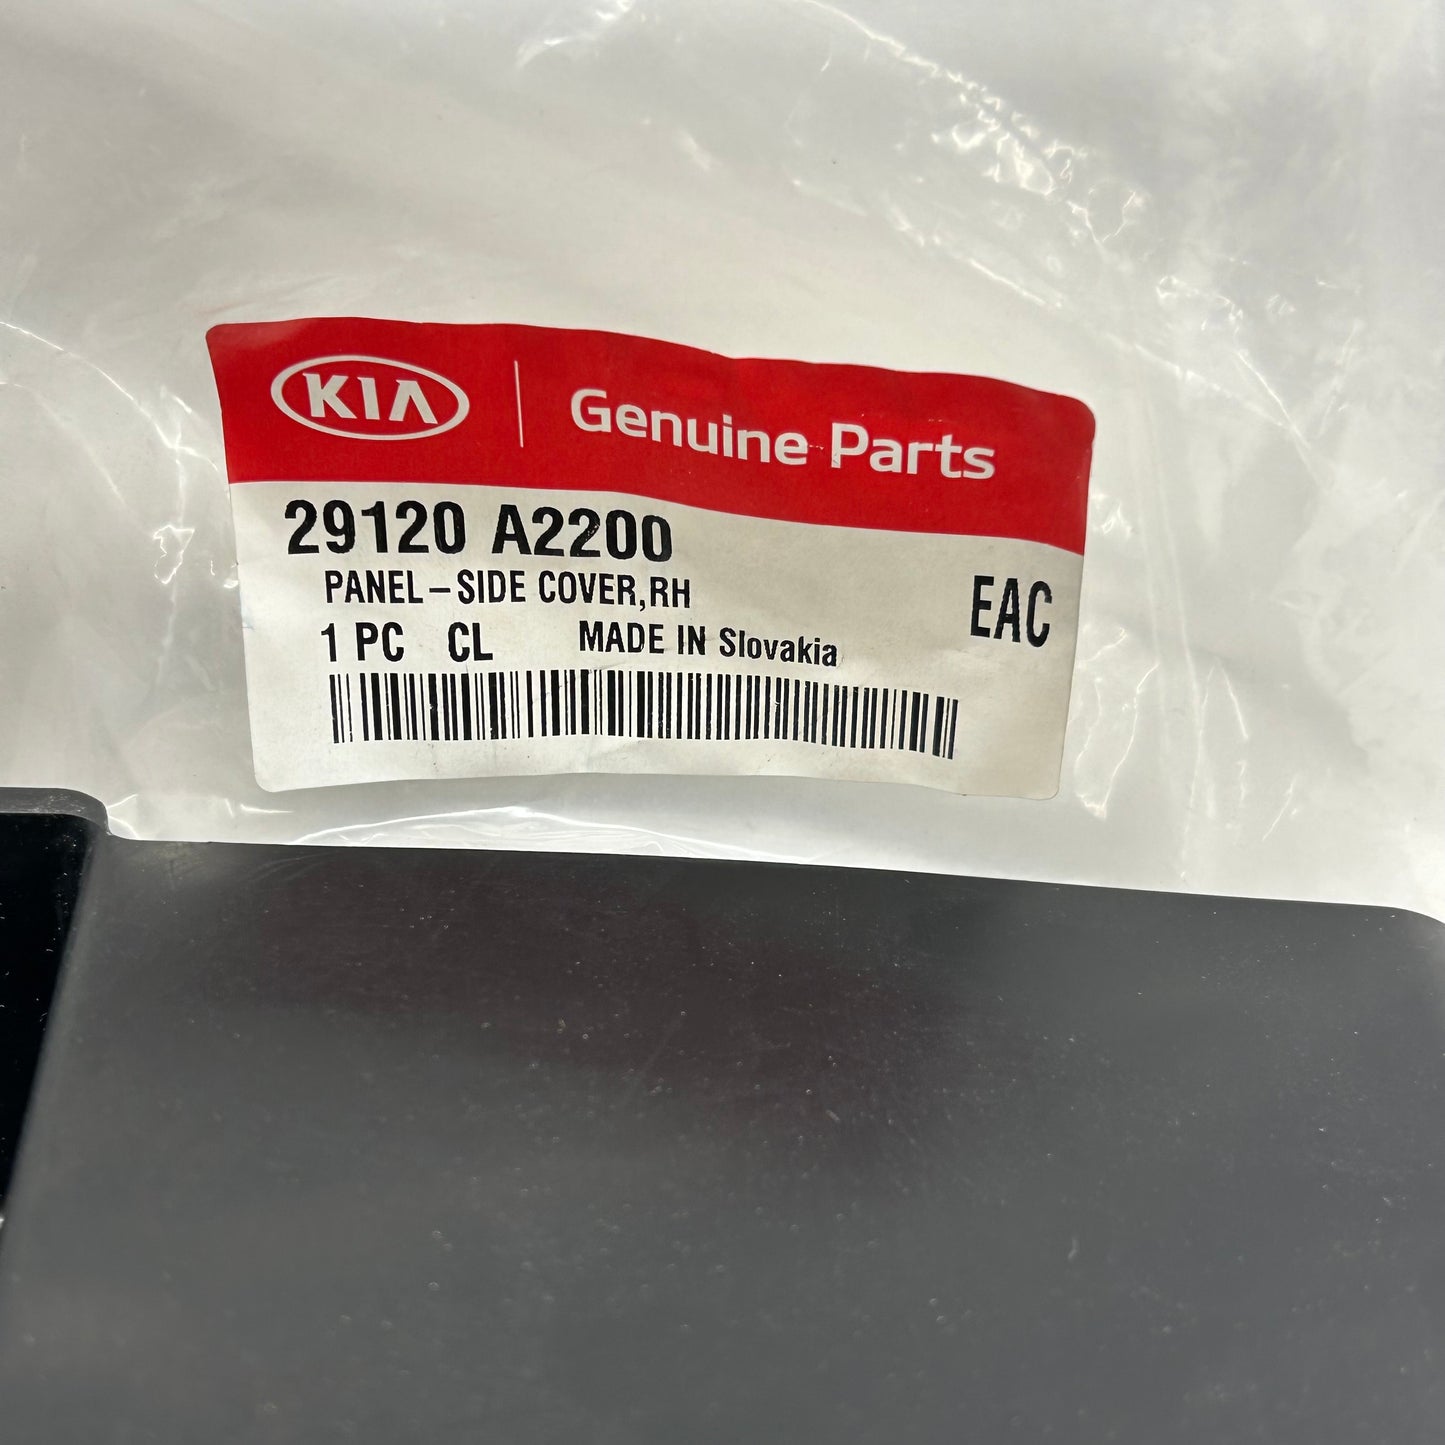 KIA Genuine Parts
29120 A2200
PANEL-SIDE COVER,RH
EAC
1 PC CL MADE IN Slovakia